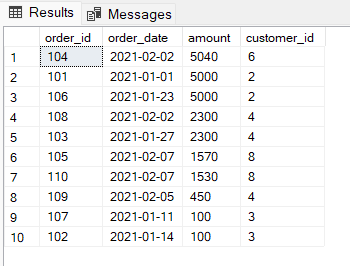 Results Messages
order_id order_date amount customer_id
1 104 2021-02-02 5040 6
2 101 2021-01-01 5000 2
3 106 2021-01-23 5000 2
4 108 2021-02-02 2300 4
5 103 2021-01-27 2300 4
6 105 2021-02-07 1570 8
7 110 2021-02-07 1530 8
8 109 2021-02-05 450 4
9 107 2021-01-11 100 3
10 102 2021-01-14 100 3